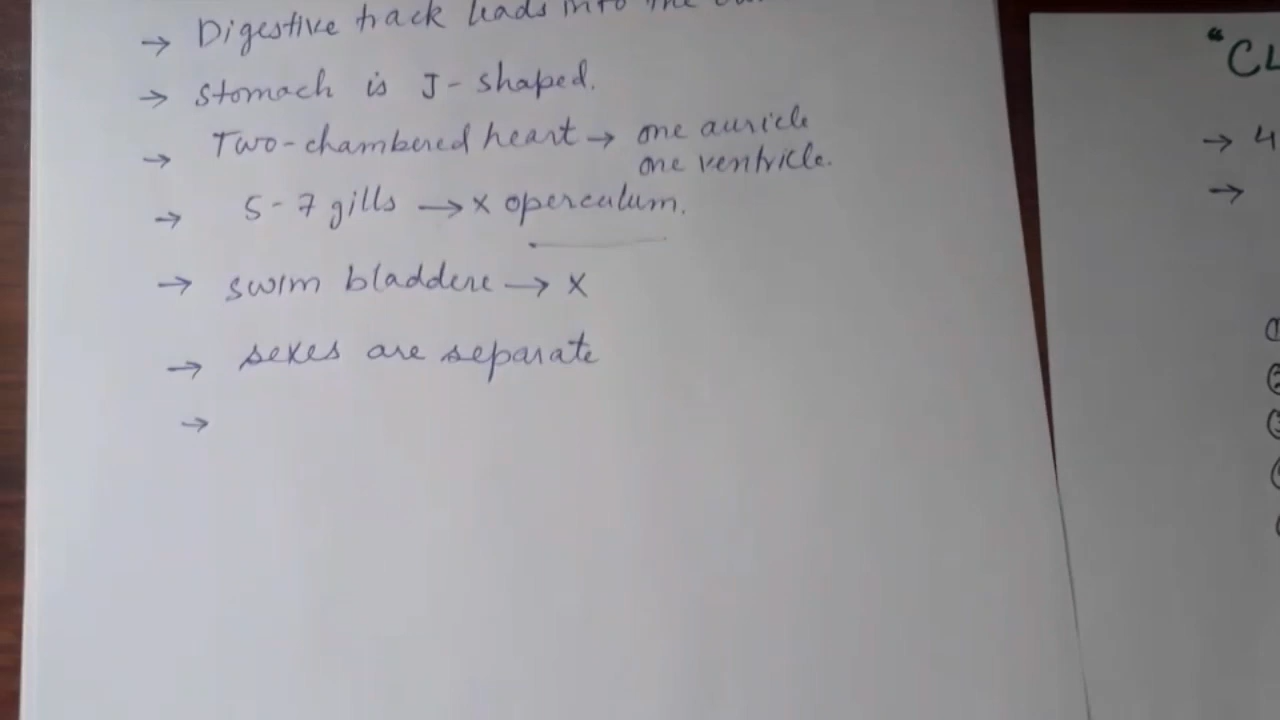 → Digestive track leads into the
→ Stomach is J-shaped.
→ Two-chambered heart → one auricle
one ventricle.
→ 5-7 gills → x operculum.
→ swim bladdere → x
→ sexes are separate
→
"CL
→ 4
→